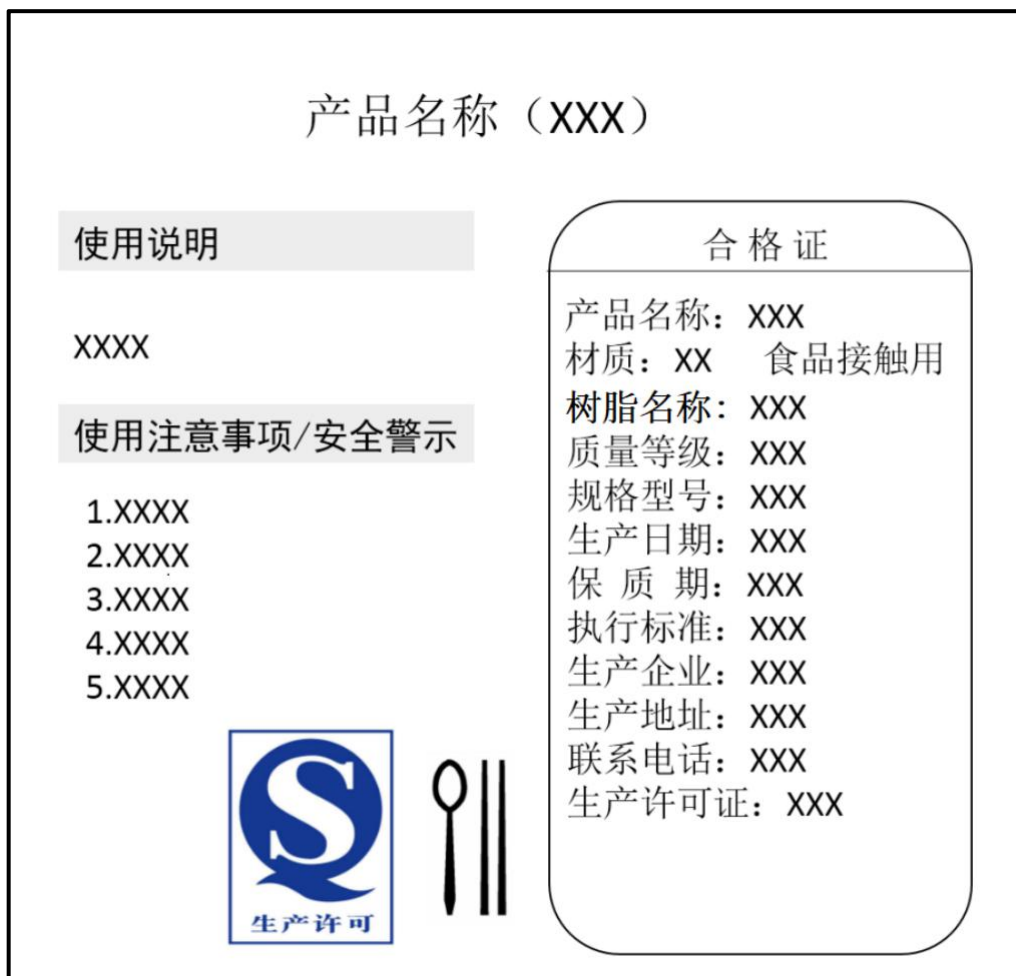 产品名称（XXX）
使用说明
XXXX
使用注意事项/安全警示
1.XXXX
2.XXXX
3.XXXX
4.XXXX
5.XXXX
S
生产许可
合格证
产品名称：XXX
材质：XX 食品接触用
树脂名称：XXX
质量等级：XXX
规格型号：XXX
生产日期：XXX
保 质 期：XXX
执行标准：XXX
生产企业：XXX
生产地址：XXX
联系电话：XXX
生产许可证：XXX